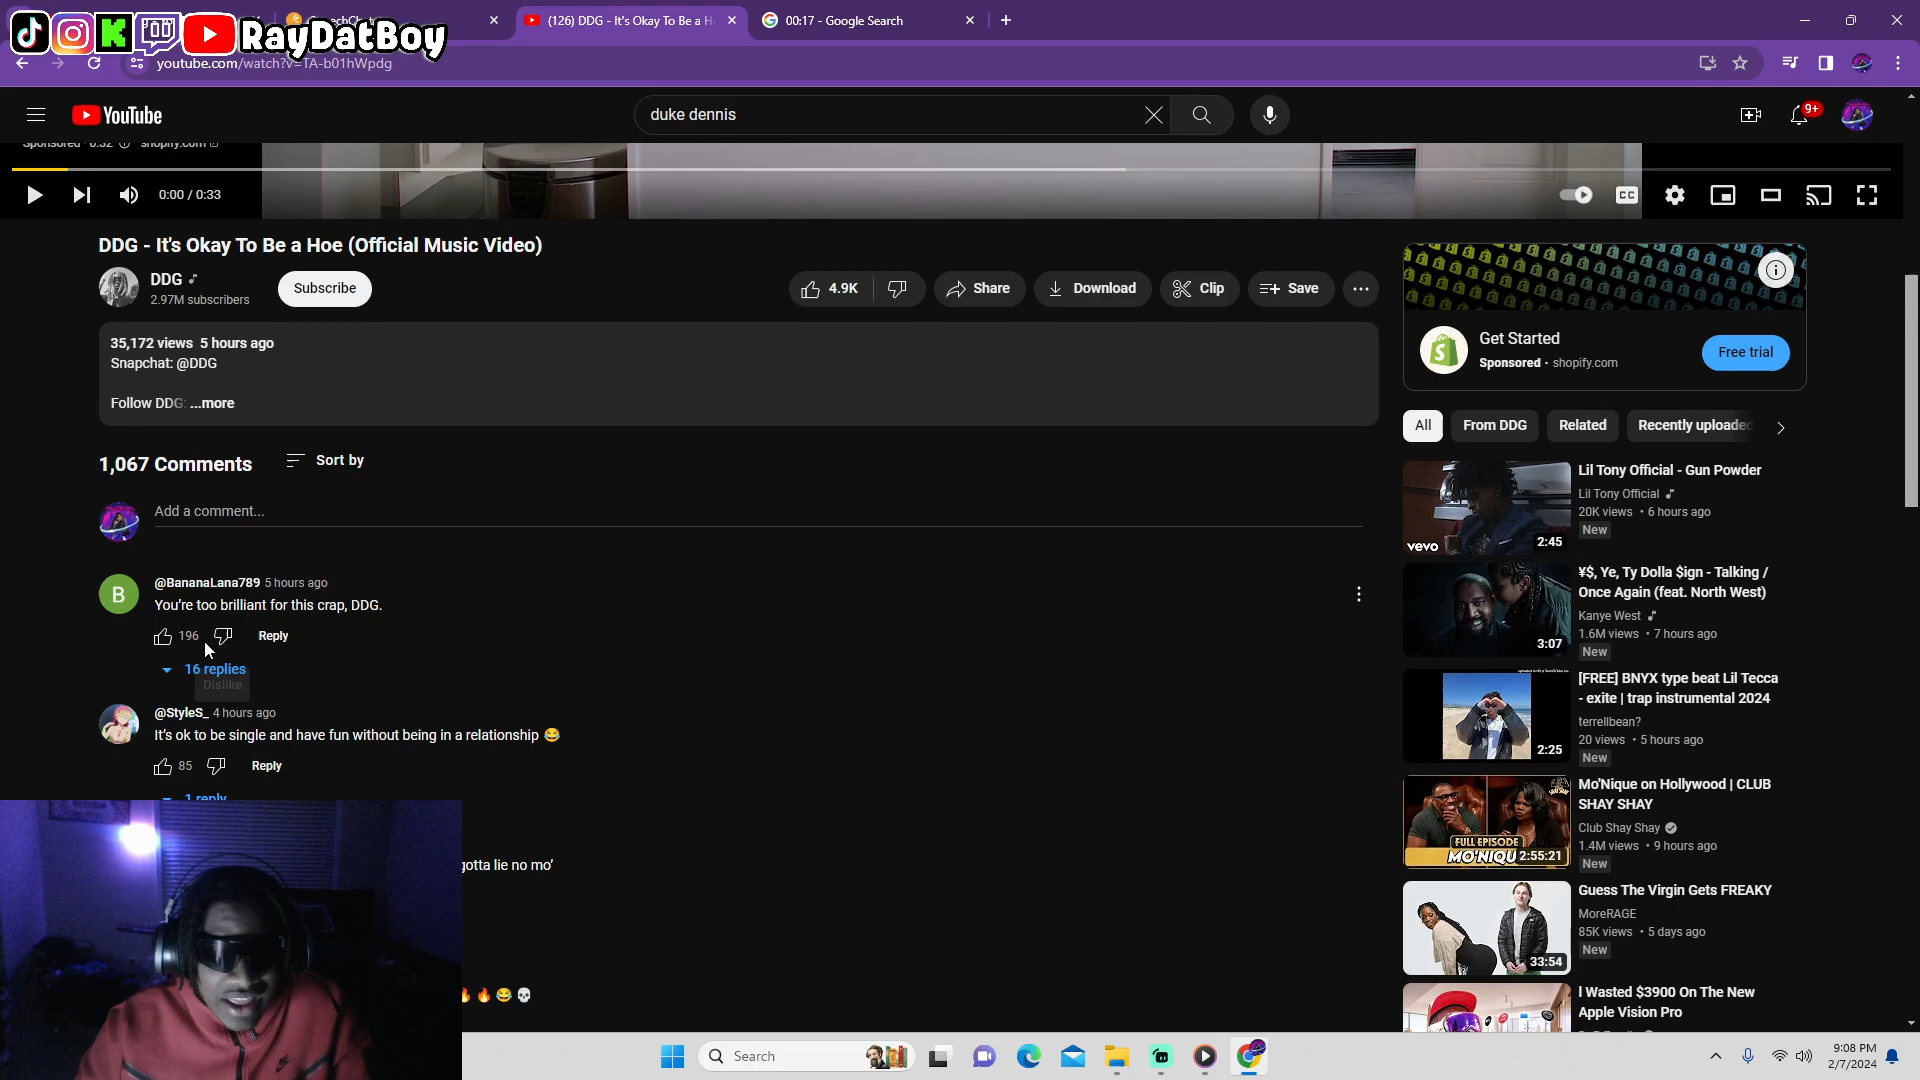 RayDatBoy
(126) DDG - It's Okay To Be a H
00:17 - Google Search
youtube.com/watch?v=TA-b01hWpdg
YouTube
duke dennis
9+
0:00 / 0:33
CC
DDG - It's Okay To Be a Hoe (Official Music Video)
DDG
2.97M subscribers
Subscribe
4.9K
Share
Download
Clip
Save
35,172 views 5 hours ago
Snapchat: @DDG
Follow DDG: ...more
1,067 Comments
Sort by
Add a comment...
B
@BananaLana789 5 hours ago
You're too brilliant for this crap, DDG.
196
Reply
16 replies
Dislike
@StyleS_ 4 hours ago
It's ok to be single and have fun without being in a relationship 😂
85
Reply
1 reply
gotta lie no mo'
🔥 🔥 😂 💀
Get Started
Sponsored · shopify.com
Free trial
All
From DDG
Related
Recently uploaded
Lil Tony Official - Gun Powder
Lil Tony Official
20K views • 6 hours ago
New
vevo
2:45
¥$, Ye, Ty Dolla $ign - Talking /
Once Again (feat. North West)
Kanye West
1.6M views • 7 hours ago
New
3:07
[FREE] BNYX type beat Lil Tecca
- exite | trap instrumental 2024
terrellbean?
20 views • 5 hours ago
New
2:25
Mo'Nique on Hollywood | CLUB
SHAY SHAY
Club Shay Shay
1.4M views • 9 hours ago
New
FULL EPISODE
MO'NIQU
2:55:21
Guess The Virgin Gets FREAKY
MoreRAGE
85K views • 5 days ago
New
33:54
I Wasted $3900 On The New
Apple Vision Pro
Search
9:08 PM
2/7/2024